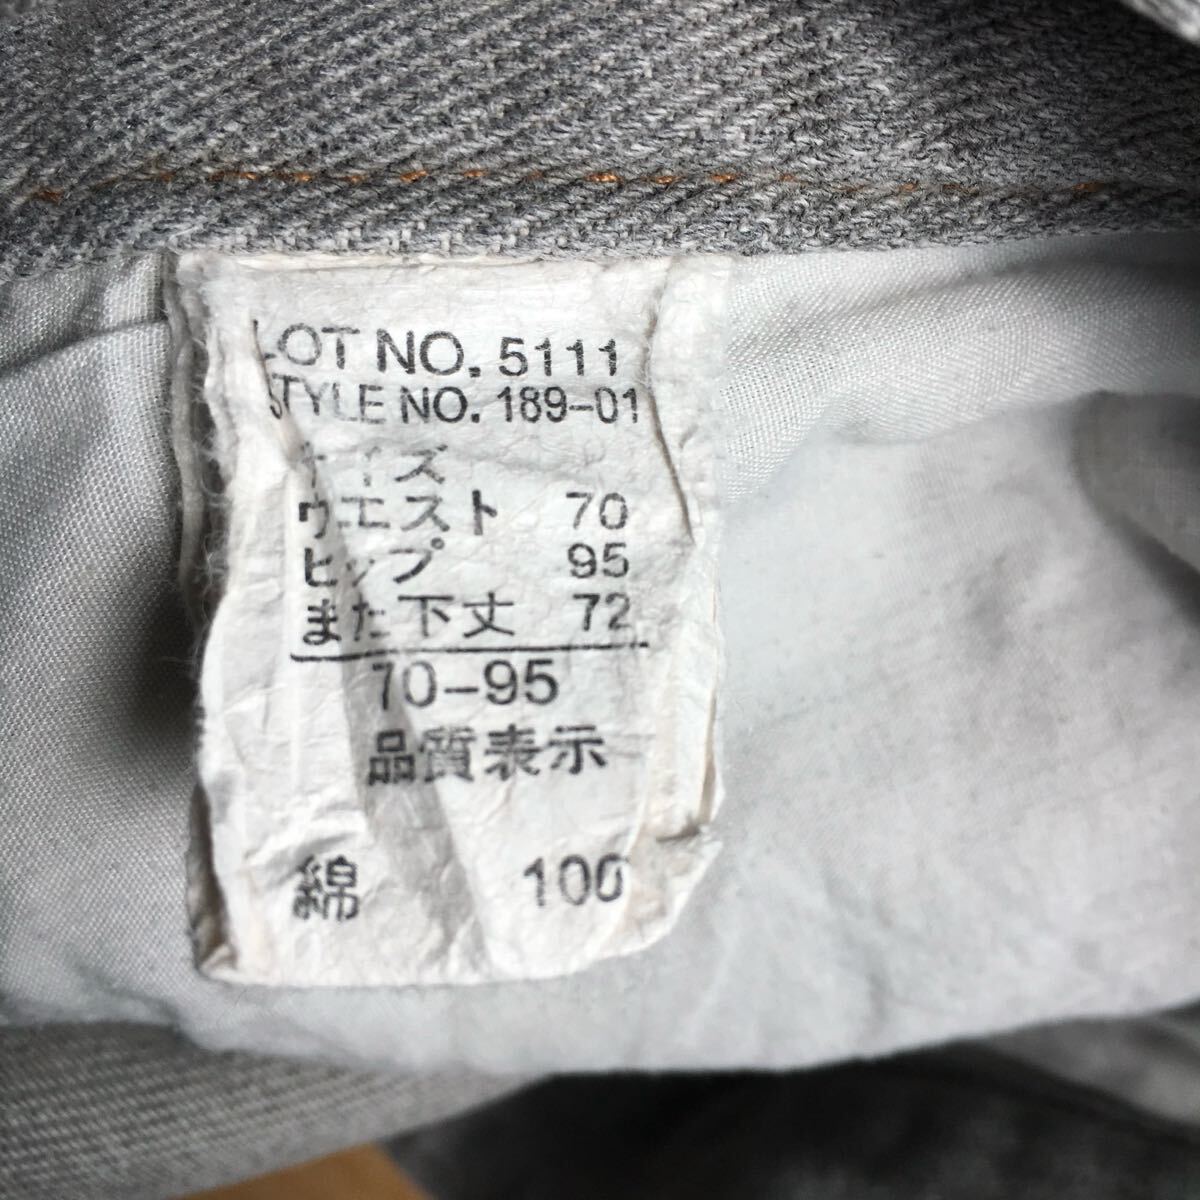 LOT NO. 5111
STYLE NO. 189-01
サイズ
ウエスト 70
ヒップ 95
また下丈 72
70-95
品質表示
綿 100